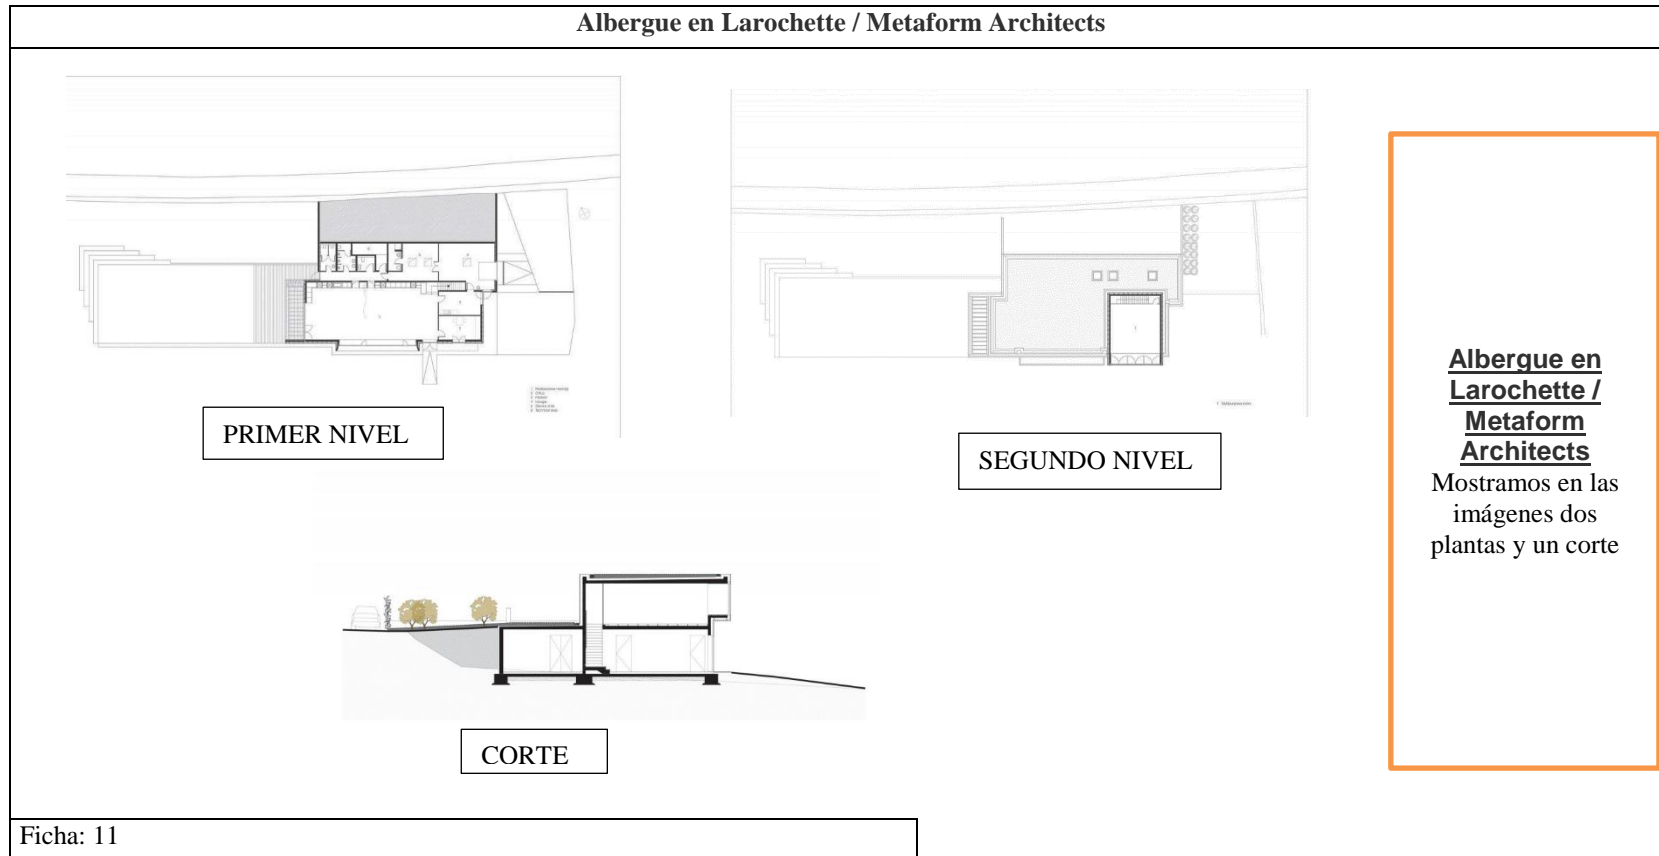 Albergue en Larochette / Metaform Architects
PRIMER NIVEL
SEGUNDO NIVEL
CORTE
Albergue en
Larochette /
Metaform
Architects
Mostramos en las
imágenes dos
plantas y un corte
Ficha: 11